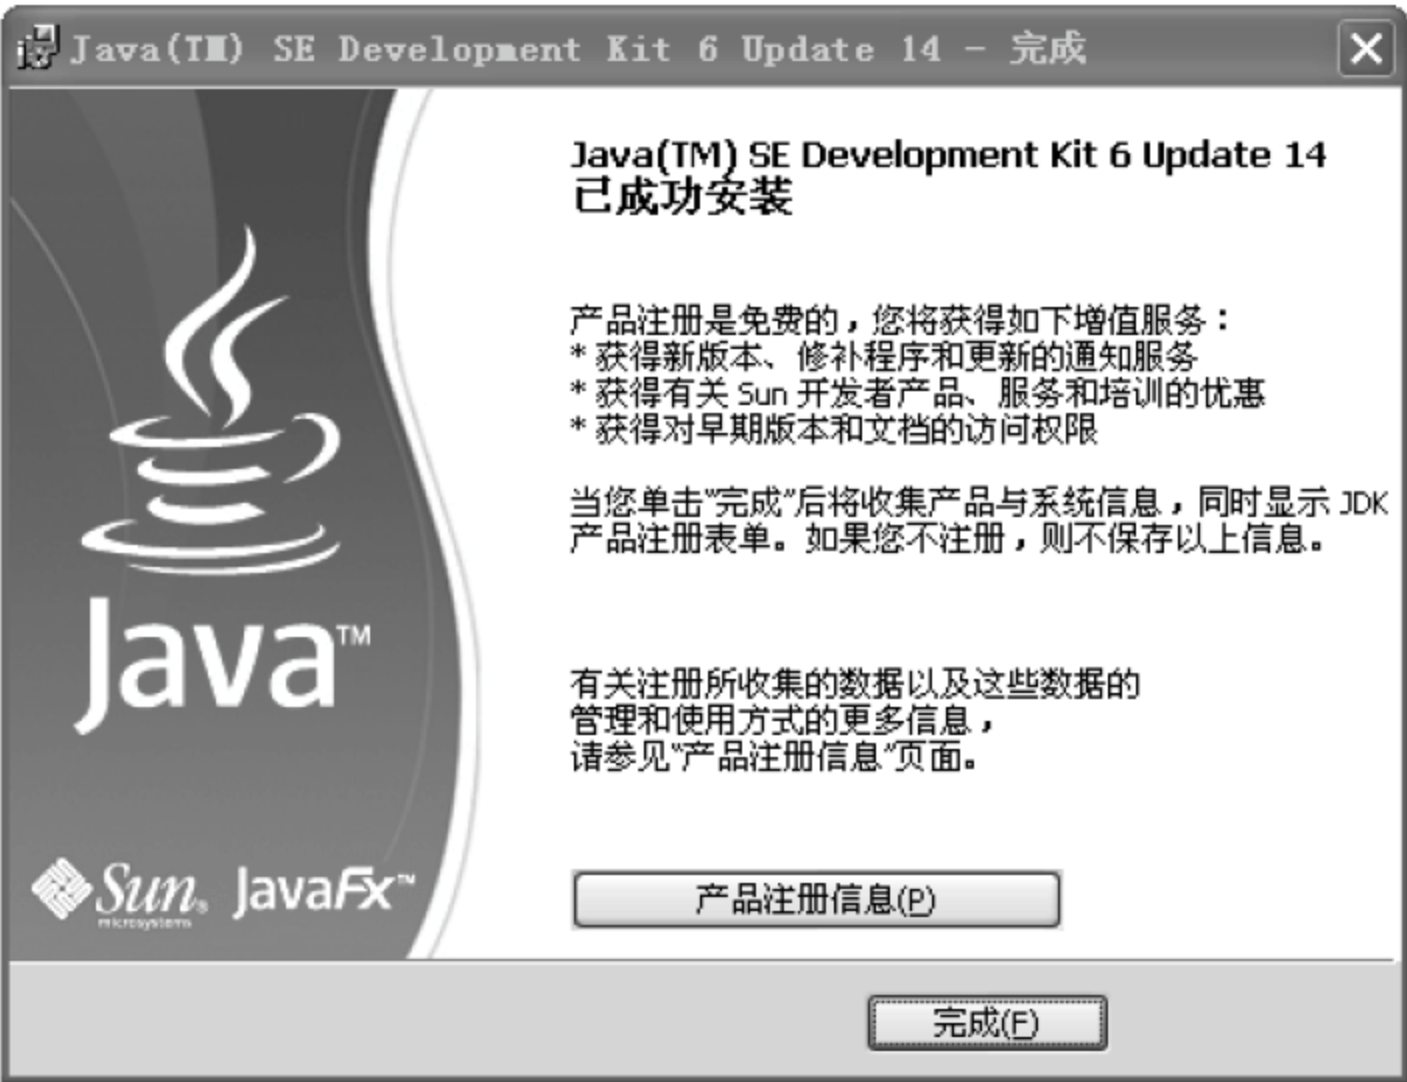 Java(TM) SE Development Kit 6 Update 14 - 完成
Java(TM) SE Development Kit 6 Update 14
已成功安装
产品注册是免费的，您将获得如下增值服务：
* 获得新版本、修补程序和更新的通知服务
* 获得有关 Sun 开发者产品、服务和培训的优惠
* 获得对早期版本和文档的访问权限
当您单击“完成”后将收集产品与系统信息，同时显示 JDK
产品注册表单。如果您不注册，则不保存以上信息。
有关注册所收集的数据以及这些数据的
管理和使用方式的更多信息，
请参见“产品注册信息”页面。
Java™
Sun® JavaFX™
microsystems
产品注册信息(P)
完成(F)